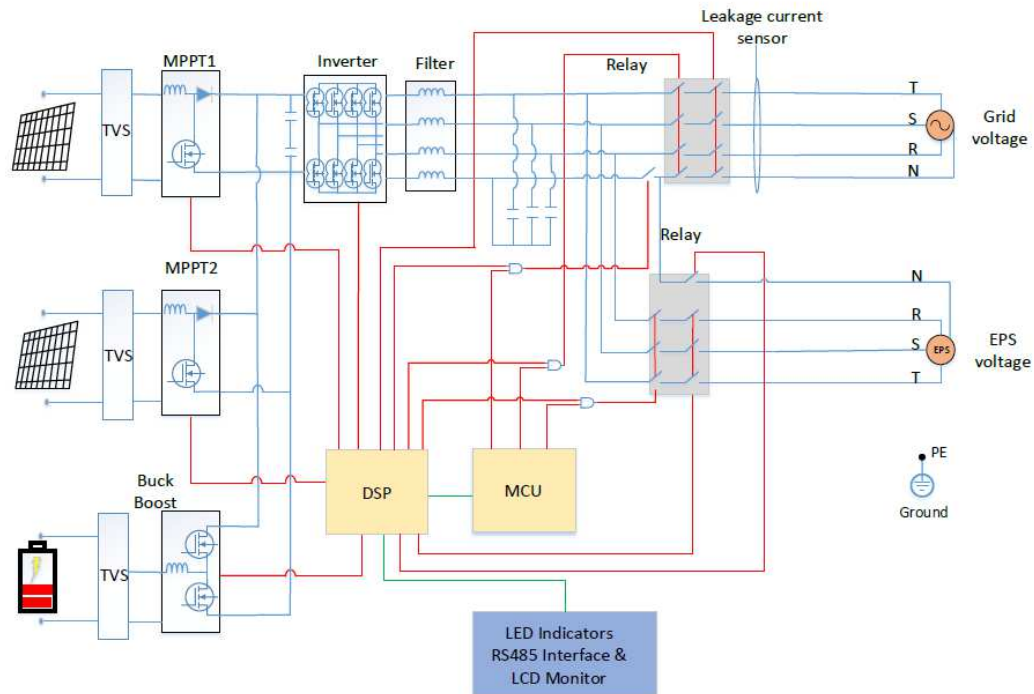 Leakage current
sensor
MPPT1
Inverter
Filter
Relay
TVS
T
S
R
N
Grid
voltage
MPPT2
Relay
TVS
N
R
S
T
EPS
EPS
voltage
Buck
Boost
DSP
MCU
PE
Ground
TVS
LED Indicators
RS485 Interface &
LCD Monitor